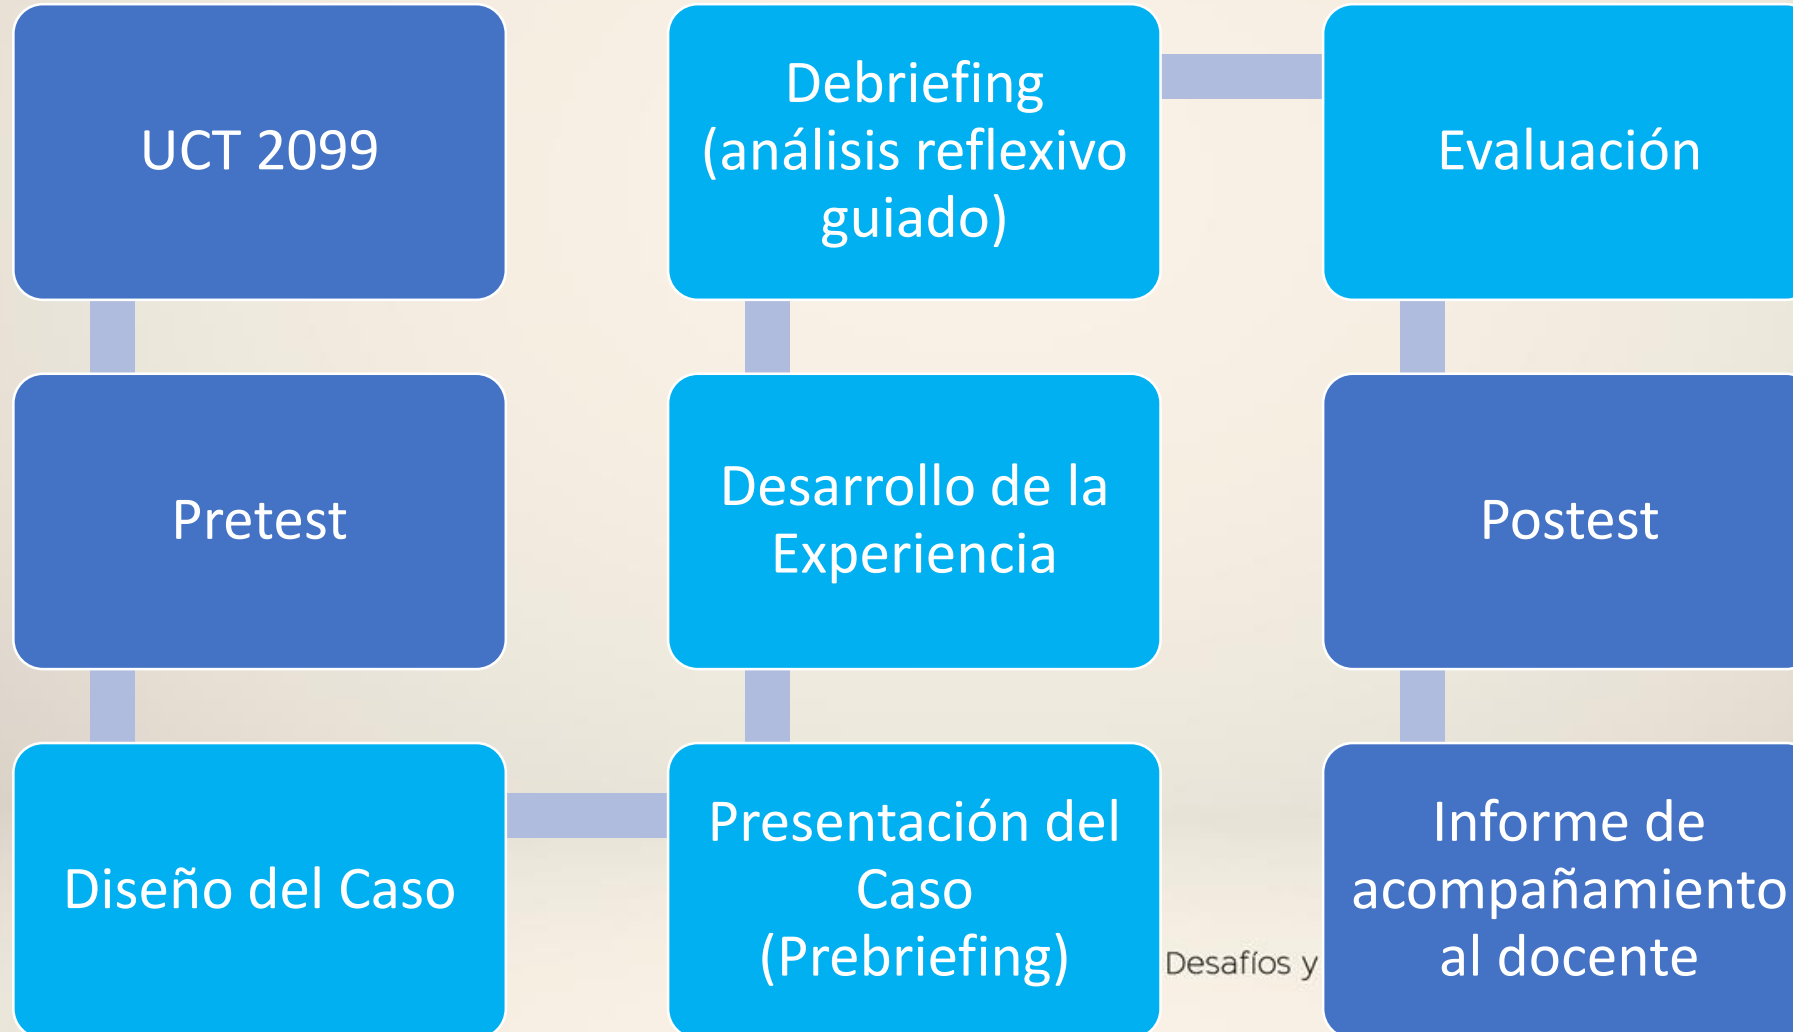 UCT 2099
Pretest
Diseño del Caso
Presentación del
Caso
(Prebriefing)
Desarrollo de la
Experiencia
Debriefing
(análisis reflexivo
guiado)
Evaluación
Postest
Informe de
acompañamiento
al docente
Desafíos y